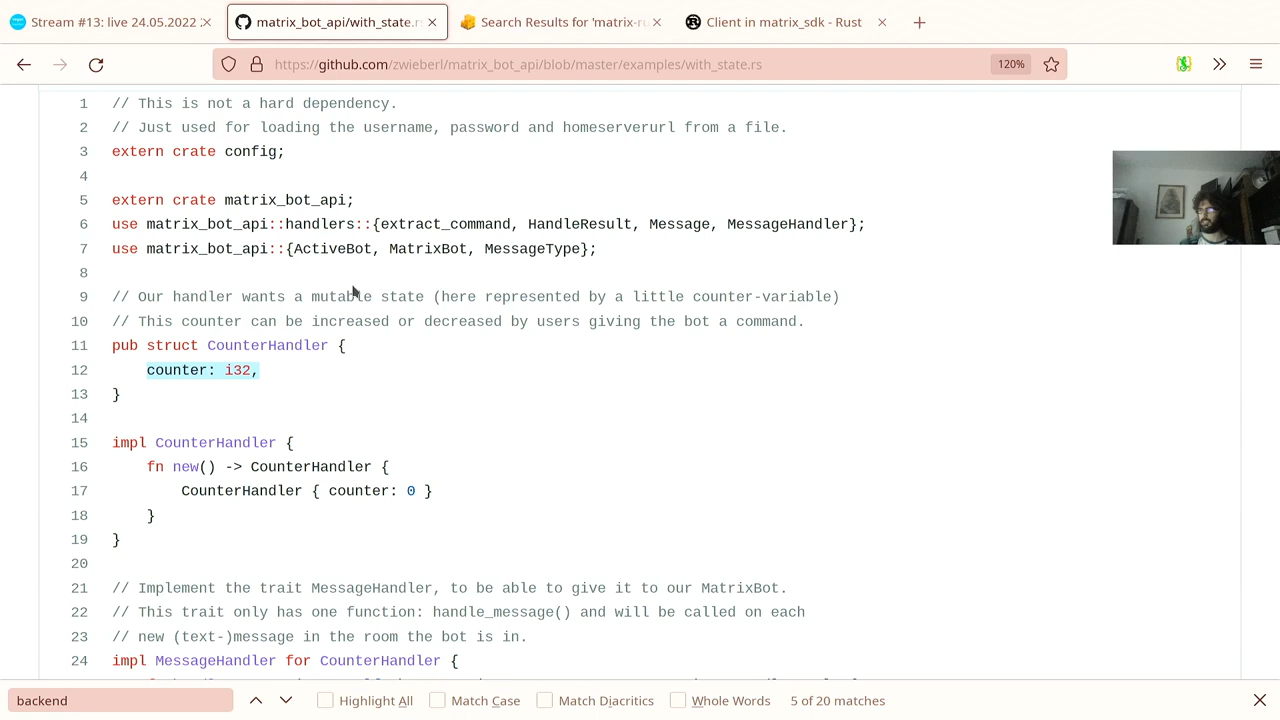 Stream #13: live 24.05.2022 :
matrix_bot_api/with_state.r
Search Results for 'matrix-ru
Client in matrix_sdk - Rust
https://github.com/zwieberl/matrix_bot_api/blob/master/examples/with_state.rs
120%
1 // This is not a hard dependency.
2 // Just used for loading the username, password and homeserverurl from a file.
3 extern crate config;
4
5 extern crate matrix_bot_api;
6 use matrix_bot_api::handlers::{extract_command, HandleResult, Message, MessageHandler};
7 use matrix_bot_api::{ActiveBot, MatrixBot, MessageType};
8
9 // Our handler wants a mutable state (here represented by a little counter-variable)
10 // This counter can be increased or decreased by users giving the bot a command.
11 pub struct CounterHandler {
12 counter: i32,
13 }
14
15 impl CounterHandler {
16 fn new() -> CounterHandler {
17 CounterHandler { counter: 0 }
18 }
19 }
20
21 // Implement the trait MessageHandler, to be able to give it to our MatrixBot.
22 // This trait only has one function: handle_message() and will be called on each
23 // new (text-)message in the room the bot is in.
24 impl MessageHandler for CounterHandler {
backend
Highlight All
Match Case
Match Diacritics
Whole Words
5 of 20 matches